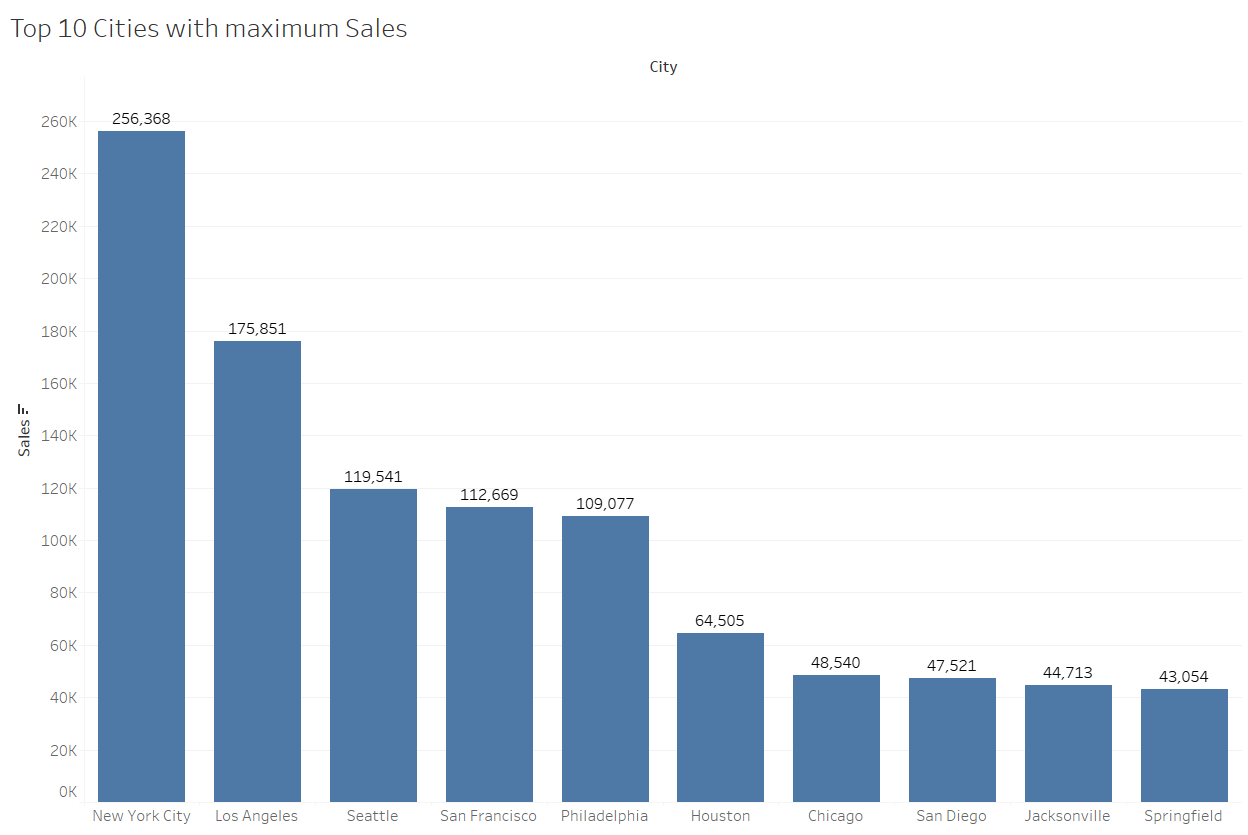 Top 10 Cities with maximum Sales
City
260K
240K
220K
200K
180K
160K
140K
120K
100K
80K
60K
40K
20K
0K
Sales
256,368
175,851
119,541
112,669
109,077
64,505
48,540
47,521
44,713
43,054
New York City
Los Angeles
Seattle
San Francisco
Philadelphia
Houston
Chicago
San Diego
Jacksonville
Springfield